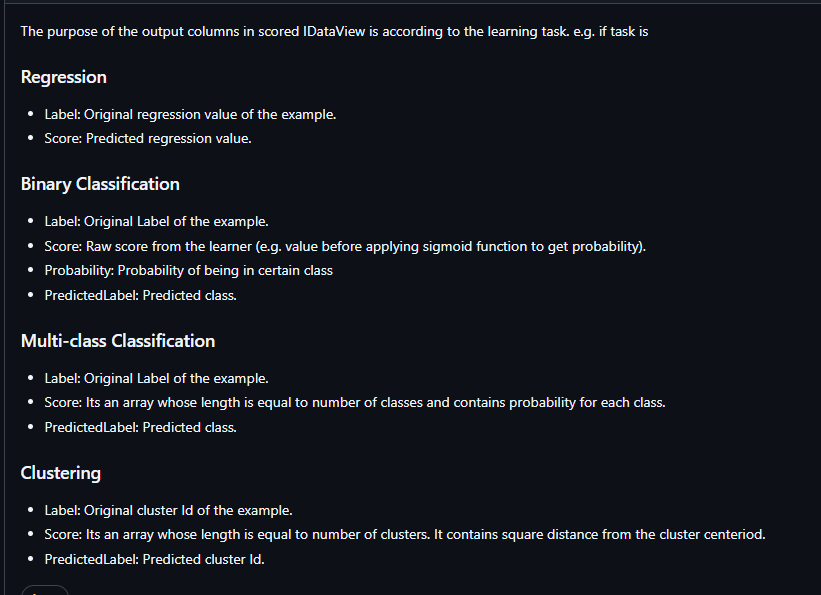 The purpose of the output columns in scored IDataView is according to the learning task. e.g. if task is
Regression
• Label: Original regression value of the example.
• Score: Predicted regression value.
Binary Classification
• Label: Original Label of the example.
• Score: Raw score from the learner (e.g. value before applying sigmoid function to get probability).
• Probability: Probability of being in certain class
• PredictedLabel: Predicted class.
Multi-class Classification
• Label: Original Label of the example.
• Score: Its an array whose length is equal to number of classes and contains probability for each class.
• PredictedLabel: Predicted class.
Clustering
• Label: Original cluster Id of the example.
• Score: Its an array whose length is equal to number of clusters. It contains square distance from the cluster centeriod.
• PredictedLabel: Predicted cluster Id.